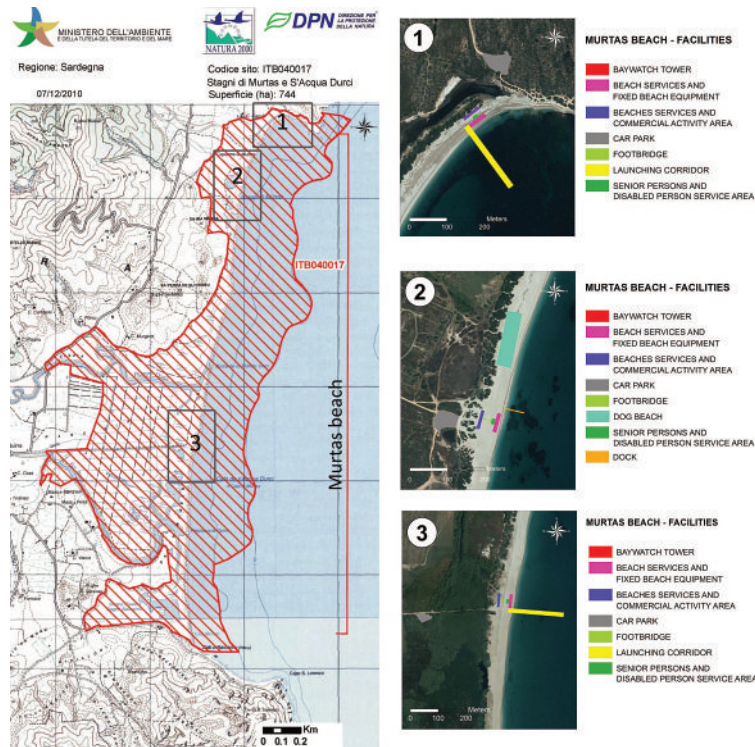 MINISTERO DELL'AMBIENTE
E DELLA TUTELA DEL TERRITORIO E DEL MARE
NATURA 2000
DPN
DIREZIONE PER
LA PROTEZIONE
DELLA NATURA
Regione: Sardegna
Codice sito: ITB040017
Stagni di Murtas e S'Acqua Durci
07/12/2010
Superficie (ha): 744
1
2
3
ITB040017
Murtas beach
Km
0 0.1 0.2
1
Meters
0 100 200
MURTAS BEACH - FACILITIES
BAYWATCH TOWER
BEACH SERVICES AND
FIXED BEACH EQUIPMENT
BEACHES SERVICES AND
COMMERCIAL ACTIVITY AREA
CAR PARK
FOOTBRIDGE
LAUNCHING CORRIDOR
SENIOR PERSONS AND
DISABLED PERSON SERVICE AREA
2
Meters
0 100 200
MURTAS BEACH - FACILITIES
BAYWATCH TOWER
BEACH SERVICES AND
FIXED BEACH EQUIPMENT
BEACHES SERVICES AND
COMMERCIAL ACTIVITY AREA
CAR PARK
FOOTBRIDGE
DOG BEACH
SENIOR PERSONS AND
DISABLED PERSON SERVICE AREA
DOCK
3
Meters
0 100 200
MURTAS BEACH - FACILITIES
BAYWATCH TOWER
BEACH SERVICES AND
FIXED BEACH EQUIPMENT
BEACHES SERVICES AND
COMMERCIAL ACTIVITY AREA
CAR PARK
FOOTBRIDGE
LAUNCHING CORRIDOR
SENIOR PERSONS AND
DISABLED PERSON SERVICE AREA